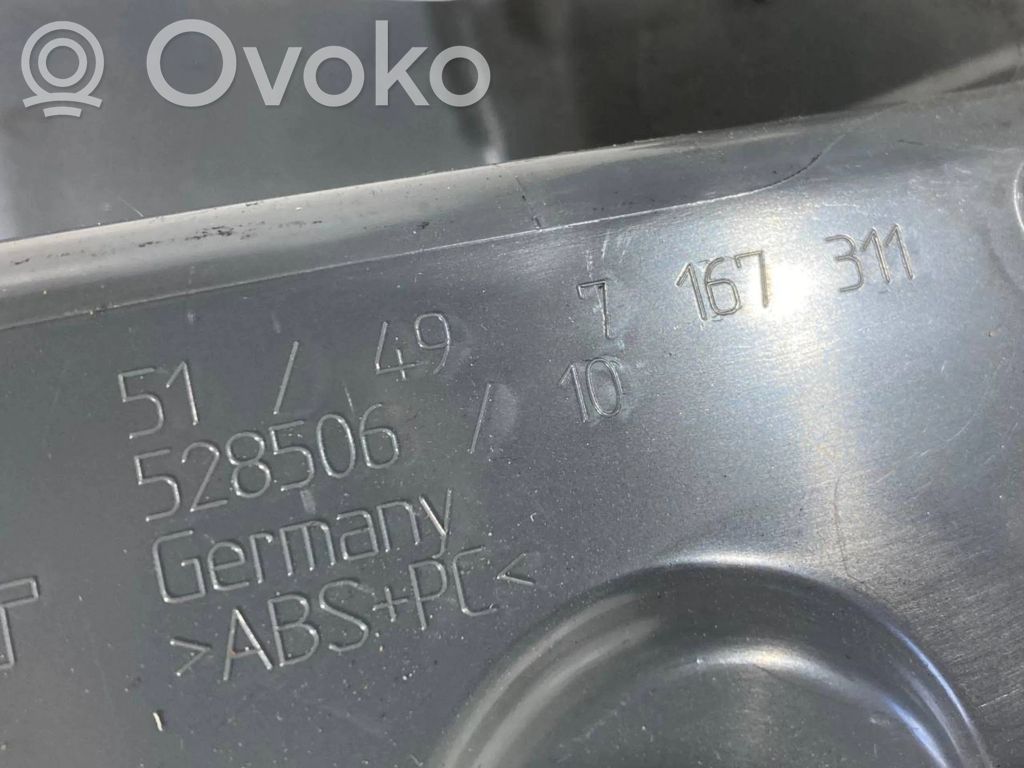 Ovoko
51 / 49 7 167 311
528506 / 10
Germany
>ABS+PC<
T